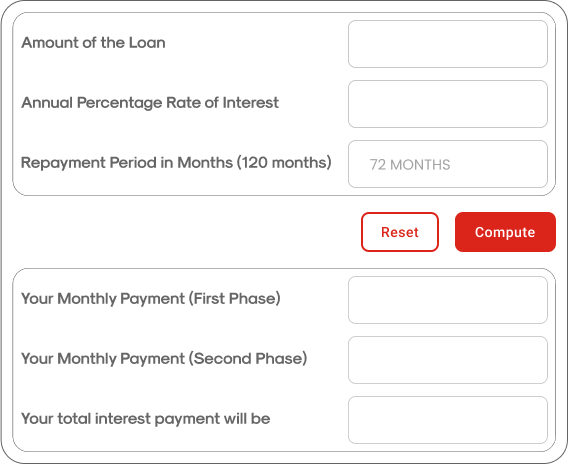 Amount of the Loan
Annual Percentage Rate of Interest
Repayment Period in Months (120 months)
72 MONTHS
Reset
Compute
Your Monthly Payment (First Phase)
Your Monthly Payment (Second Phase)
Your total interest payment will be